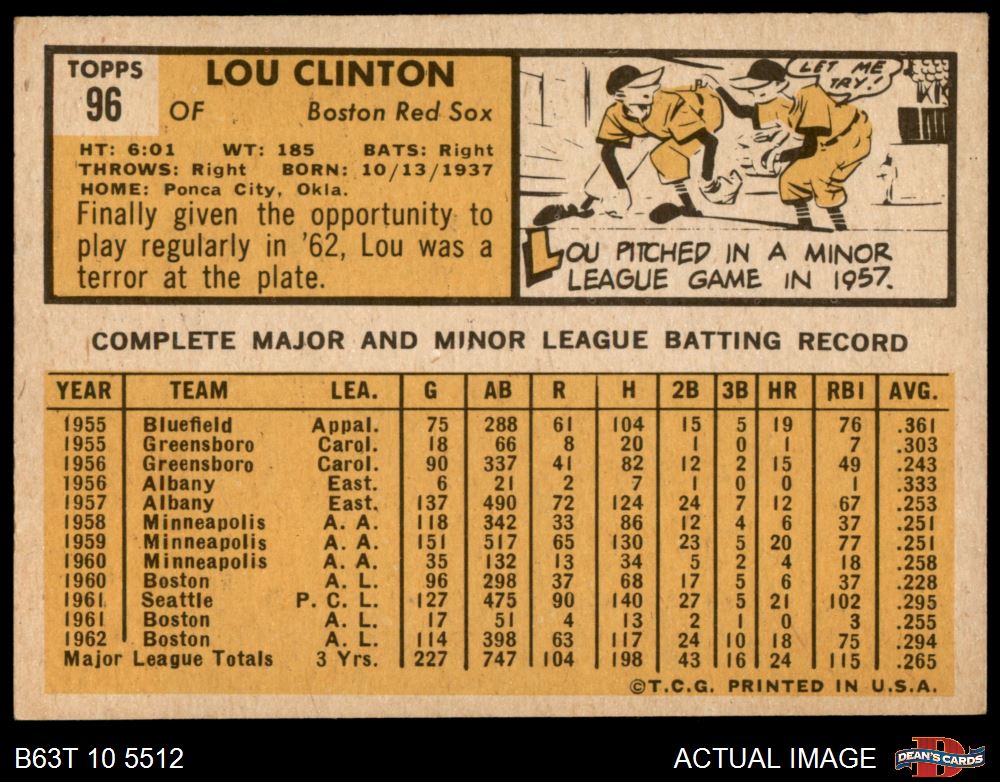 TOPPS
96
LOU CLINTON
OF Boston Red Sox
HT: 6:01 WT: 185 BATS: Right
THROWS: Right BORN: 10/13/1937
HOME: Ponca City, Okla.
Finally given the opportunity to
play regularly in '62, Lou was a
terror at the plate.
LET ME
TRY!
LOU PITCHED IN A MINOR
LEAGUE GAME IN 1957.
COMPLETE MAJOR AND MINOR LEAGUE BATTING RECORD
YEAR TEAM LEA. G AB R H 2B 3B HR RBI AVG.
1955 Bluefield Appal. 75 288 61 104 15 5 19 76 .361
1955 Greensboro Carol. 18 66 8 20 1 0 1 7 .303
1956 Greensboro Carol. 90 337 41 82 12 2 15 49 .243
1956 Albany East. 6 21 2 7 1 0 0 1 .333
1957 Albany East. 137 490 72 124 24 7 12 67 .253
1958 Minneapolis A. A. 118 342 33 86 12 4 6 37 .251
1959 Minneapolis A. A. 151 517 65 130 23 5 20 77 .251
1960 Minneapolis A. A. 35 132 13 34 5 2 4 18 .258
1960 Boston A. L. 96 298 37 68 17 5 6 37 .228
1961 Seattle P. C. L. 127 475 90 140 27 5 21 102 .295
1961 Boston A. L. 17 51 4 13 2 1 0 3 .255
1962 Boston A. L. 114 398 63 117 24 10 18 75 .294
Major League Totals 3 Yrs. 227 747 104 198 43 16 24 115 .265
©T.C.G. PRINTED IN U.S.A.
B63T 10 5512
ACTUAL IMAGE
D
DEAN'S CARDS